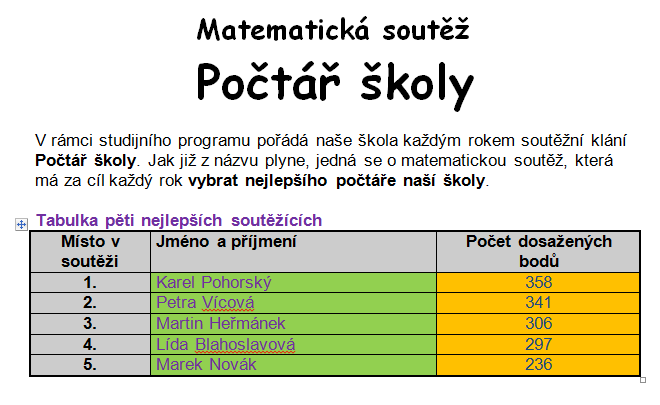 Matematická soutěž
Počtář školy
V rámci studijního programu pořádá naše škola každým rokem soutěžní klání
Počtář školy. Jak již z názvu plyne, jedná se o matematickou soutěž, která
má za cíl každý rok vybrat nejlepšího počtáře naší školy.
Tabulka pěti nejlepších soutěžících
Místo v soutěži Jméno a příjmení Počet dosažených bodů
1. Karel Pohorský 358
2. Petra Vícová 341
3. Martin Heřmánek 306
4. Lída Blahoslavová 297
5. Marek Novák 236